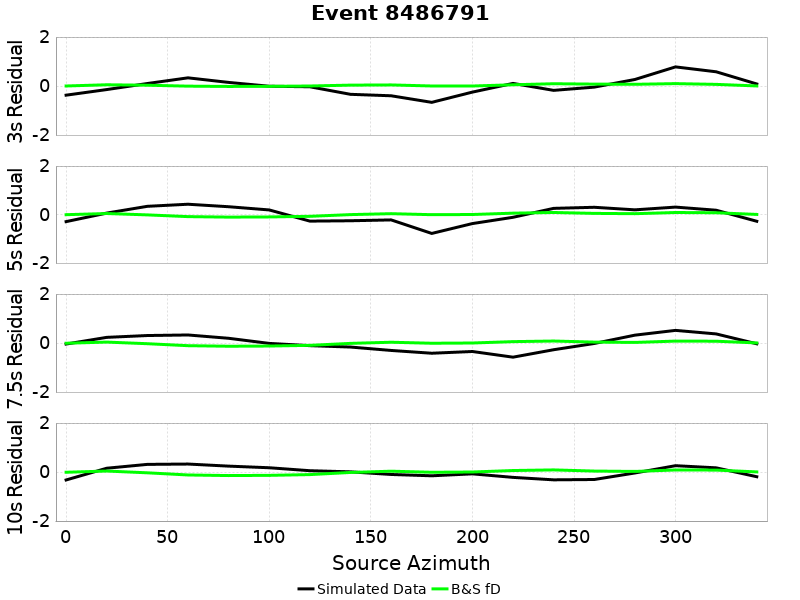 Event 8486791
3s Residual
2
0
-2
5s Residual
2
0
-2
7.5s Residual
2
0
-2
10s Residual
2
0
-2
0 50 100 150 200 250 300
Source Azimuth
Simulated Data B&S fD